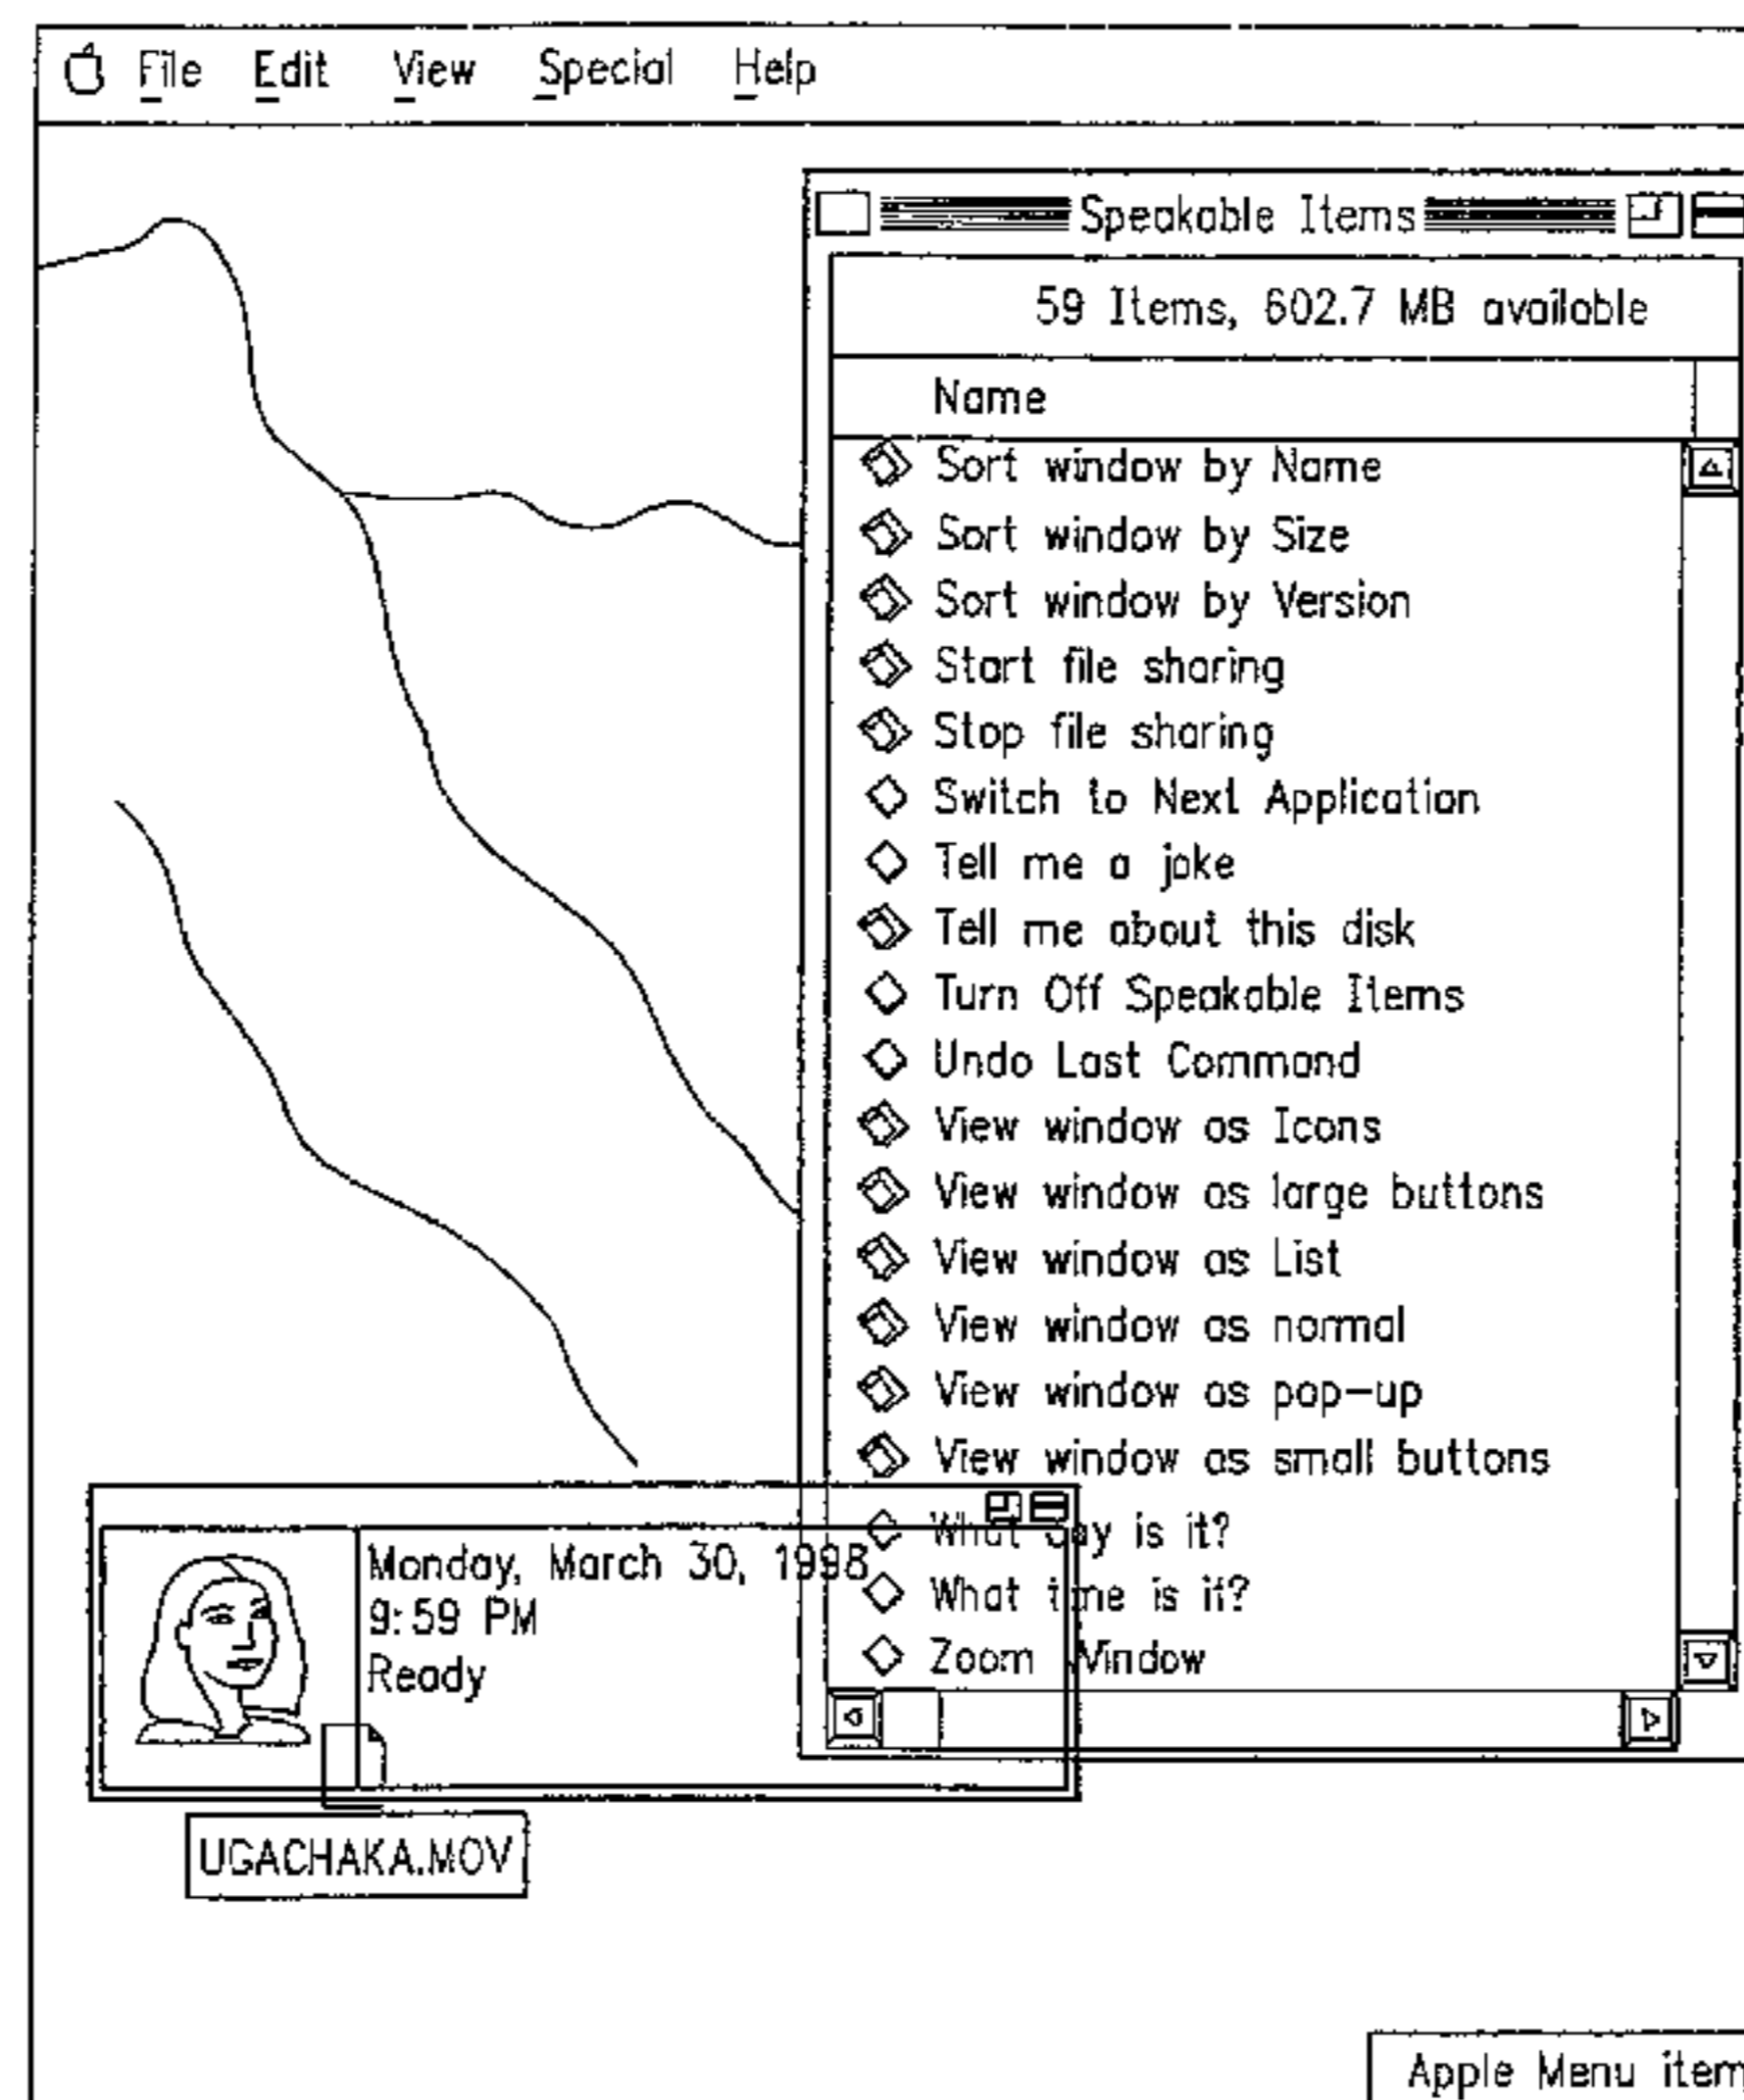 File Edit View Special Help
Speakable Items
59 Items, 602.7 MB available
Name
Sort window by Name
Sort window by Size
Sort window by Version
Start file sharing
Stop file sharing
Switch to Next Application
Tell me a joke
Tell me about this disk
Turn Off Speakable Items
Undo Last Command
View window as Icons
View window as large buttons
View window as List
View window as normal
View window as pop-up
View window as small buttons
What Day is it?
What time is it?
Zoom Window
Monday, March 30, 1998
9:59 PM
Ready
UGACHAKA.MOV
Apple Menu item